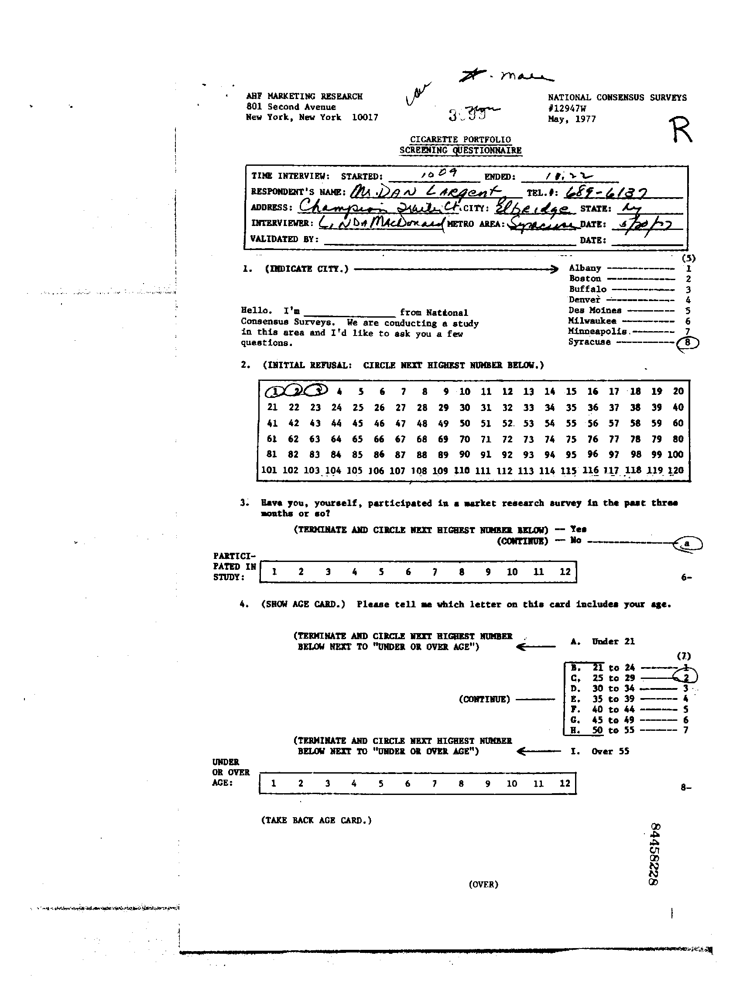 AHF MARKETING RESEARCH
801 Second Avenue
New York, New York 10017
NATIONAL CONSENSUS SURVEYS
#12947W
May, 1977
R
CIGARETTE PORTFOLIO
SCREENING QUESTIONNAIRE
TIME INTERVIEW: STARTED: 1009 ENDED: 10:22
RESPONDENT'S NAME: Mr. DAN Largent TEL.#: 689-6137
ADDRESS: Champion Ct. CITY: Elbridge STATE: Ny
INTERVIEWER: LINDA MacDonald METRO AREA: Syracuse DATE: 5/20/77
VALIDATED BY: DATE:
(5)
1. (INDICATE CITY.) Albany 1
Boston 2
Buffalo 3
Denver 4
Des Moines 5
Milwaukee 6
Minneapolis 7
Syracuse 8
Hello. I'm ____________ from National
Consensus Surveys. We are conducting a study
in this area and I'd like to ask you a few
questions.
2. (INITIAL REFUSAL: CIRCLE NEXT HIGHEST NUMBER BELOW.)
1 2 3 4 5 6 7 8 9 10 11 12 13 14 15 16 17 18 19 20
21 22 23 24 25 26 27 28 29 30 31 32 33 34 35 36 37 38 39 40
41 42 43 44 45 46 47 48 49 50 51 52 53 54 55 56 57 58 59 60
61 62 63 64 65 66 67 68 69 70 71 72 73 74 75 76 77 78 79 80
81 82 83 84 85 86 87 88 89 90 91 92 93 94 95 96 97 98 99 100
101 102 103 104 105 106 107 108 109 110 111 112 113 114 115 116 117 118 119 120
3. Have you, yourself, participated in a market research survey in the past three
months or so?
(TERMINATE AND CIRCLE NEXT HIGHEST NUMBER BELOW) -- Yes
(CONTINUE) -- No a
PARTICI-
PATED IN
STUDY: 1 2 3 4 5 6 7 8 9 10 11 12
6-
4. (SHOW AGE CARD.) Please tell me which letter on this card includes your age.
(TERMINATE AND CIRCLE NEXT HIGHEST NUMBER
BELOW NEXT TO "UNDER OR OVER AGE") A. Under 21
(7)
B. 21 to 24 1
C. 25 to 29 2
D. 30 to 34 3
(CONTINUE) E. 35 to 39 4
F. 40 to 44 5
G. 45 to 49 6
H. 50 to 55 7
(TERMINATE AND CIRCLE NEXT HIGHEST NUMBER
BELOW NEXT TO "UNDER OR OVER AGE") I. Over 55
UNDER
OR OVER
AGE: 1 2 3 4 5 6 7 8 9 10 11 12
8-
(TAKE BACK AGE CARD.)
(OVER)
84458228